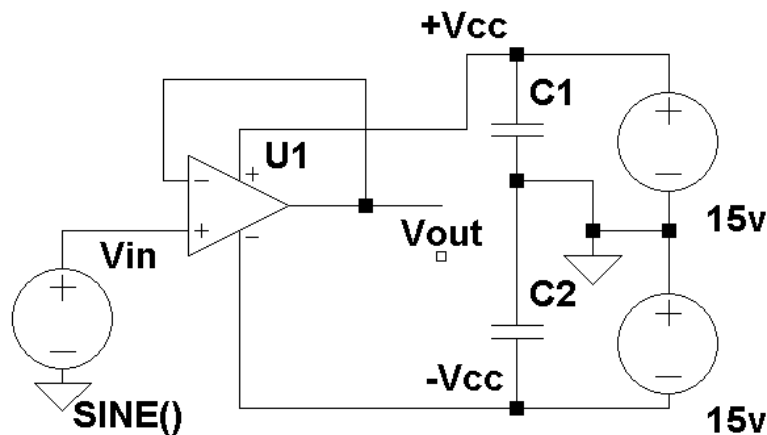 +Vcc
C1
U1
15v
Vin
Vout
C2
-Vcc
SINE()
15v